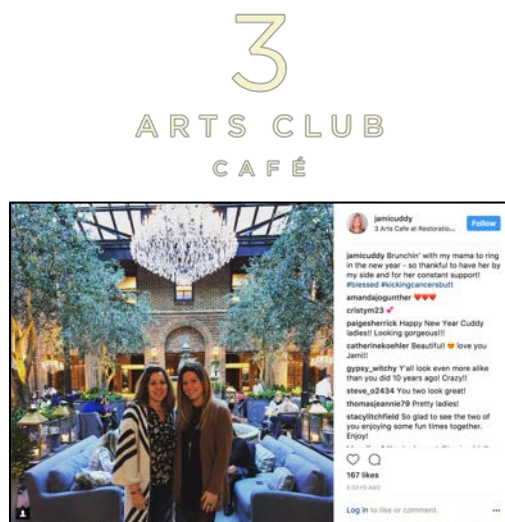 3
ARTS CLUB
CAFÉ
jamicuddy
3 Arts Cafe at Restoratio...
Follow
jamicuddy Brunchin' with my mama to ring
in the new year - so thankful to have her by
my side and for her constant support!
#blessed #kickingcancersbutt
amandajogunther
cristym23
paigesherrick Happy New Year Cuddy
ladies!! Looking gorgeous!!!
catherinekoehler Beautiful! 😍 love you
Jami!!
gypsy_witchy Y'all look even more alike
than you did 10 years ago! Crazy!!
steve_o2434 You two look great!
thomasjeannie79 Pretty ladies!
stacylitchfield So glad to see the two of
you enjoying some fun times together.
Enjoy!
167 likes
3 DAYS AGO
Log in to like or comment.